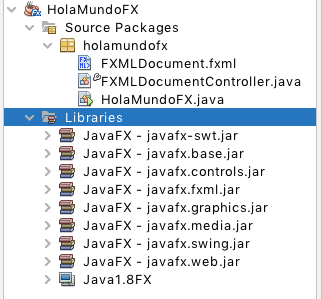 HolaMundoFX
Source Packages
holamundofx
FXMLDocument.fxml
FXMLDocumentController.java
HolaMundoFX.java
Libraries
JavaFX - javafx-swt.jar
JavaFX - javafx.base.jar
JavaFX - javafx.controls.jar
JavaFX - javafx.fxml.jar
JavaFX - javafx.graphics.jar
JavaFX - javafx.media.jar
JavaFX - javafx.swing.jar
JavaFX - javafx.web.jar
Java1.8FX